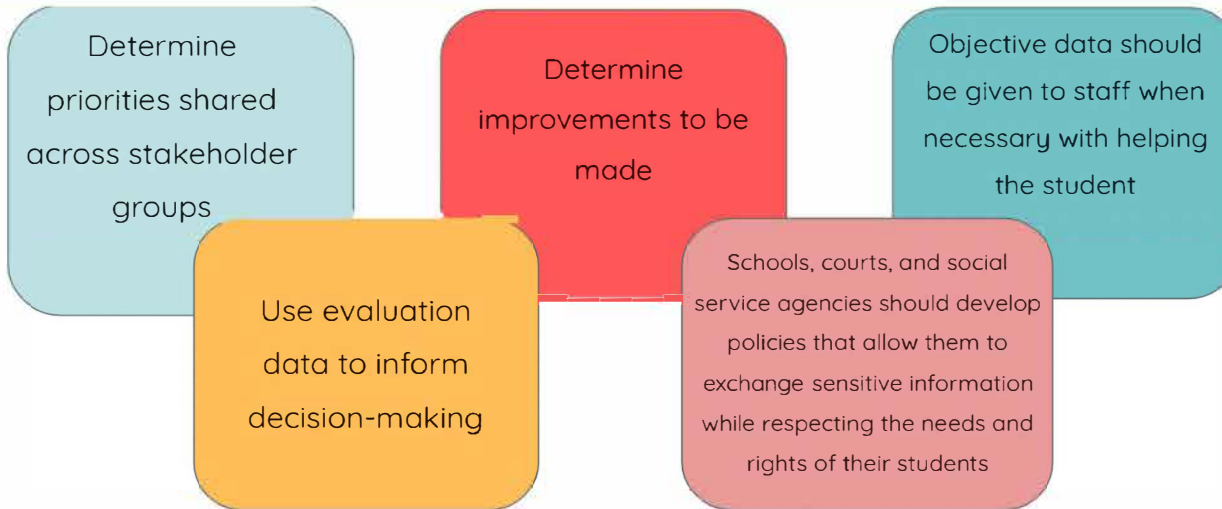 Determine
priorities shared
across stakeholder
groups
Use evaluation
data to inform
decision-making
Determine
improvements to be
made
Schools, courts, and social
service agencies should develop
policies that allow them to
exchange sensitive information
while respecting the needs and
rights of their students
Objective data should
be given to staff when
necessary with helping
the student